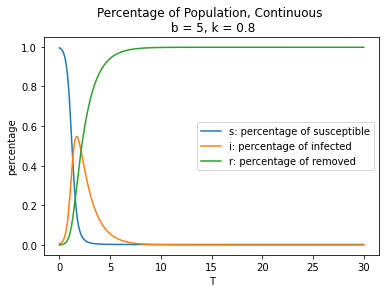 Percentage of Population, Continuous
b = 5, k = 0.8
percentage
1.0
0.8
0.6
0.4
0.2
0.0
s: percentage of susceptible
i: percentage of infected
r: percentage of removed
0 5 10 15 20 25 30
T